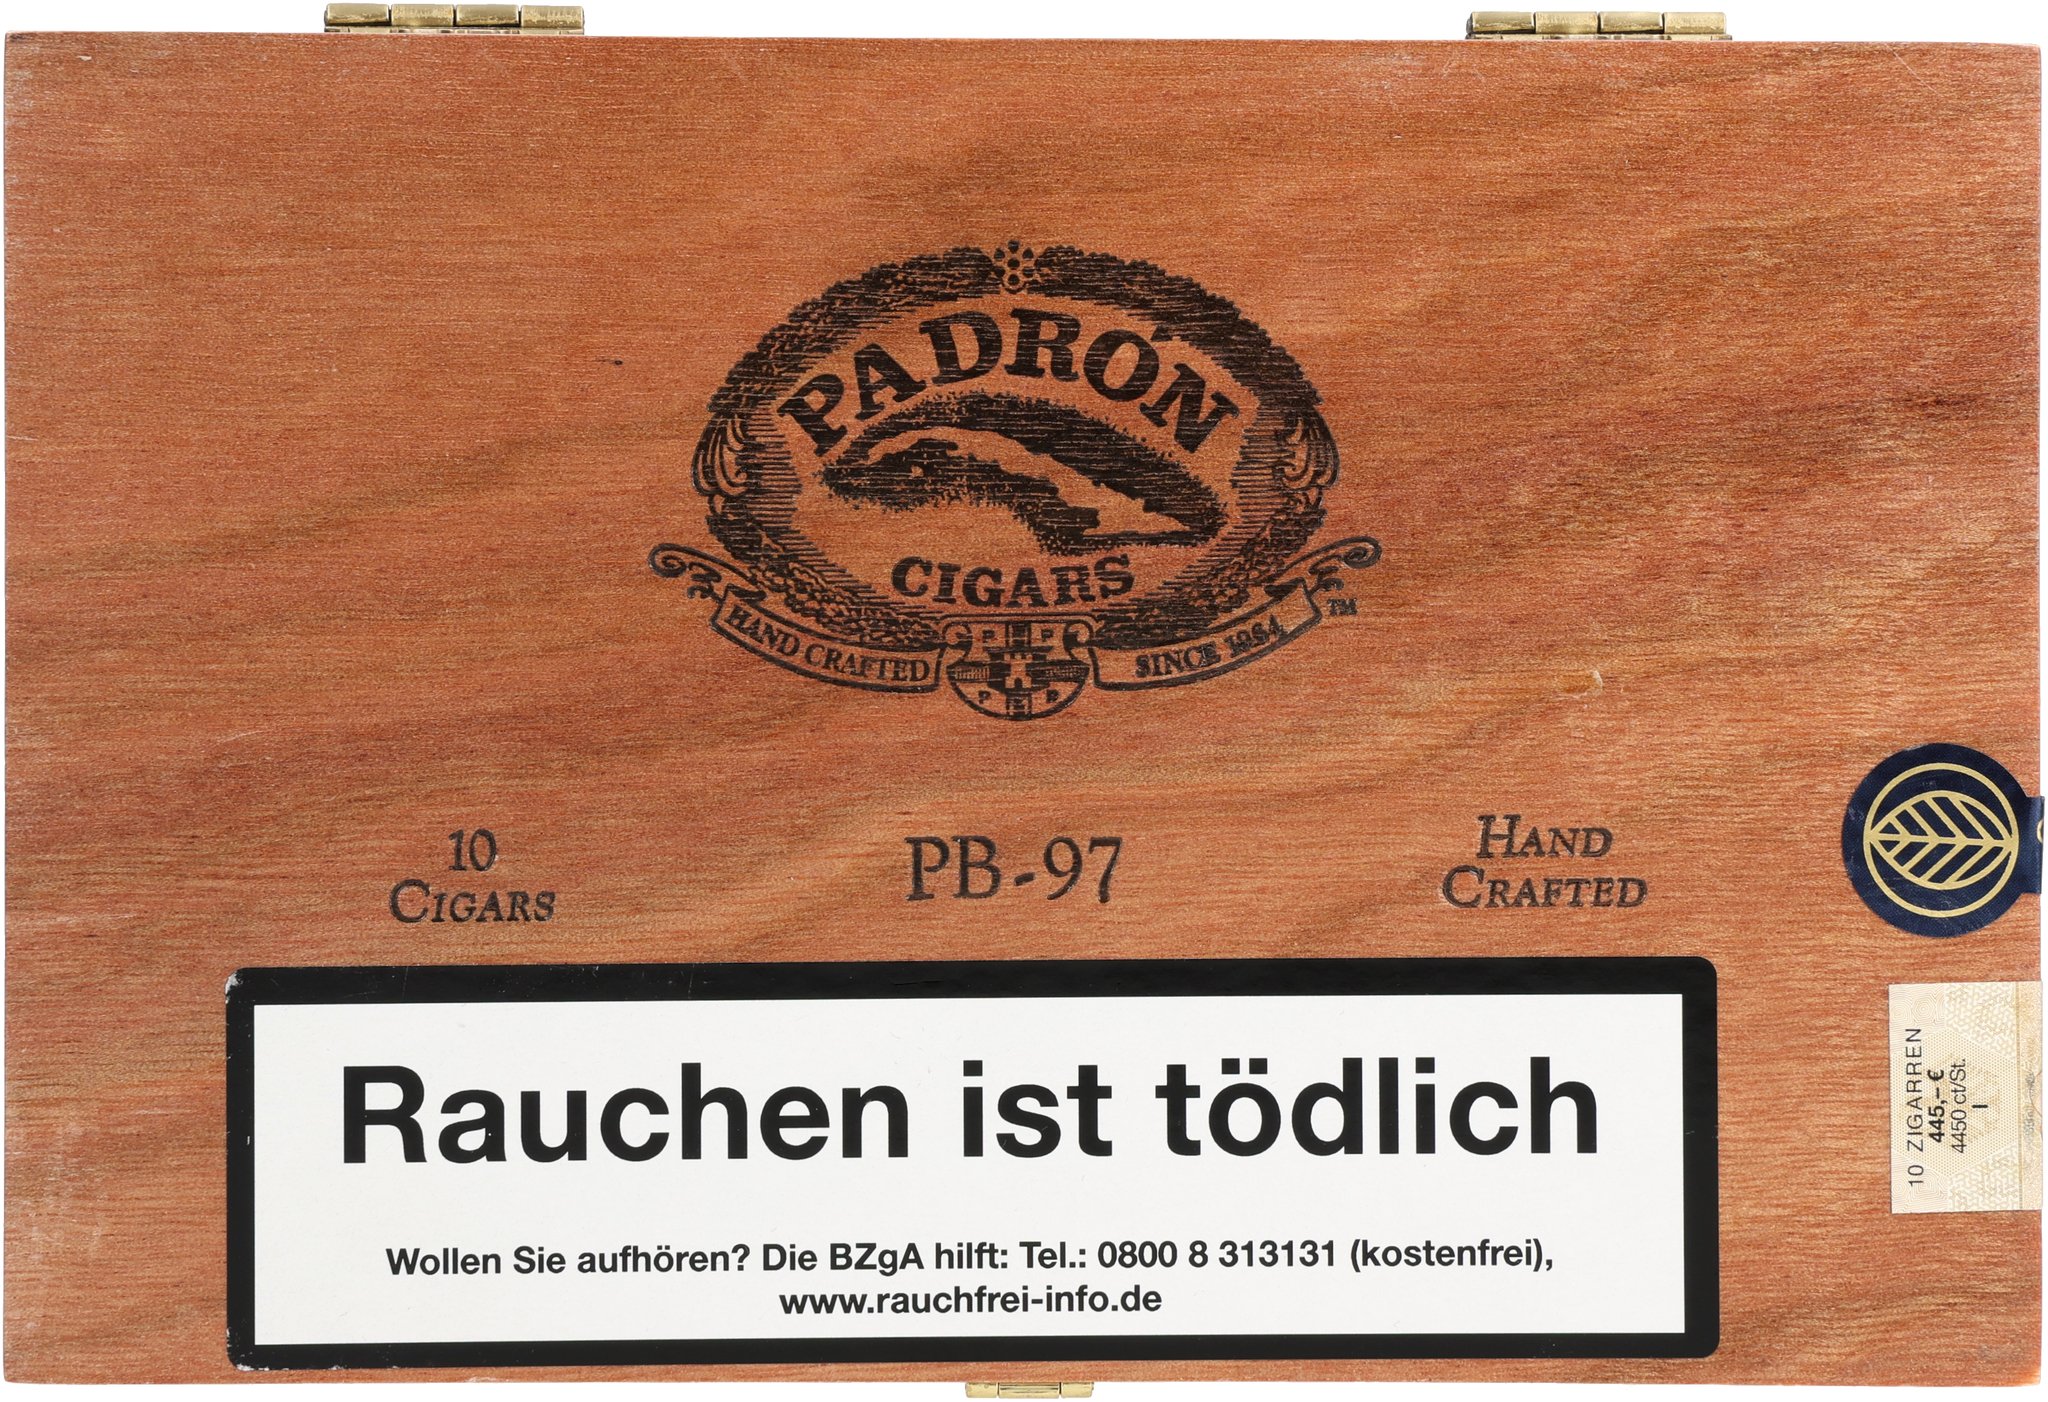 PADRÓN
CIGARS
HAND CRAFTED
SINCE 1964
TM
P P
P R
10
CIGARS
PB-97
HAND
CRAFTED
Rauchen ist tödlich
Wollen Sie aufhören? Die BZgA hilft: Tel.: 0800 8 313131 (kostenfrei),
www.rauchfrei-info.de
10 ZIGARREN
445,- €
4450 ct/St.
I